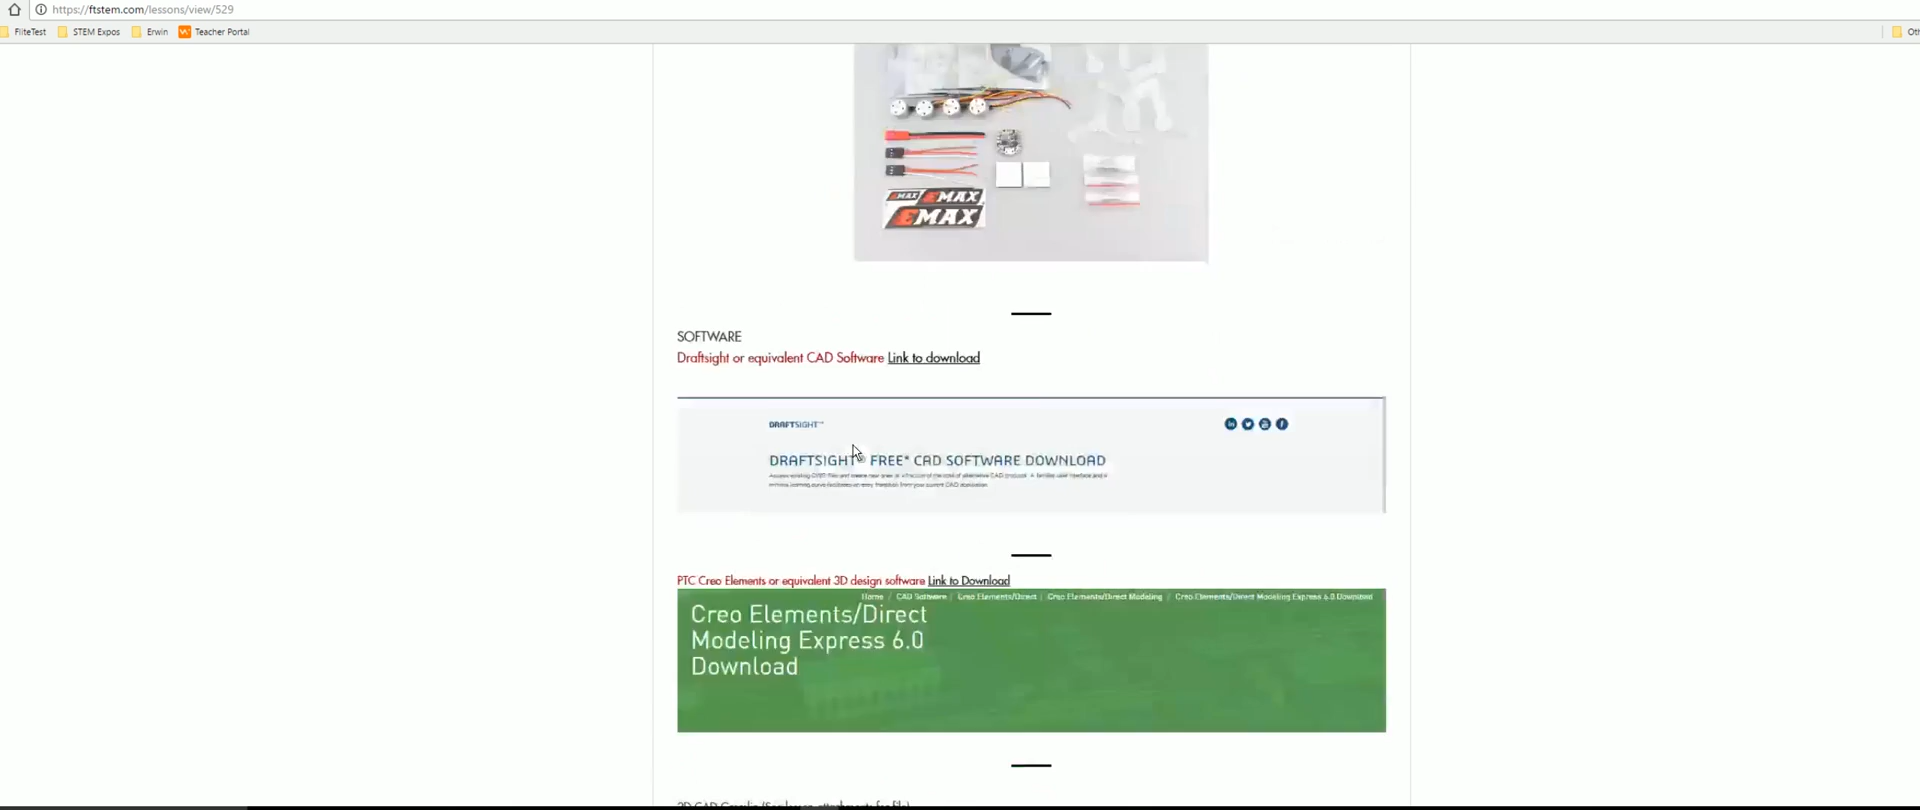 https://ftstem.com/lessons/view/529
FliteTest STEM Expos Erwin Teacher Portal
EMAX EMAX
EMAX
SOFTWARE
Draftsight or equivalent CAD Software Link to download
DRAFTSIGHT™
DRAFTSIGHT FREE* CAD SOFTWARE DOWNLOAD
PTC Creo Elements or equivalent 3D design software Link to Download
Home / CAD Software / Creo Elements/Direct / Creo Elements/Direct Modeling / Creo Elements/Direct Modeling Express 6.0 Download
Creo Elements/Direct
Modeling Express 6.0
Download